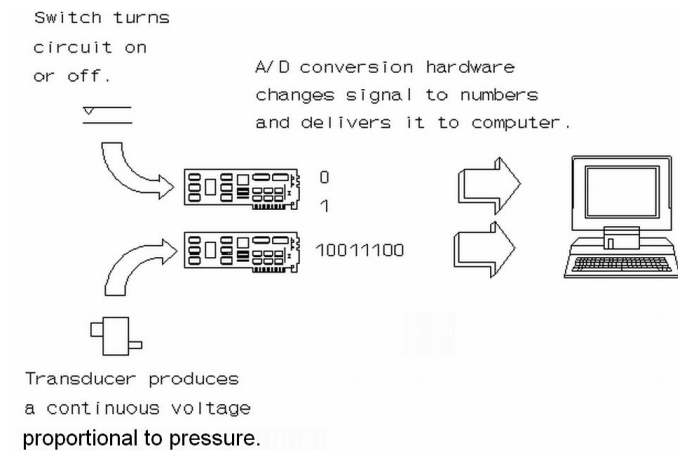 Switch turns
circuit on
or off.
A/D conversion hardware
changes signal to numbers
and delivers it to computer.
0
1
10011100
Transducer produces
a continuous voltage
proportional to pressure.